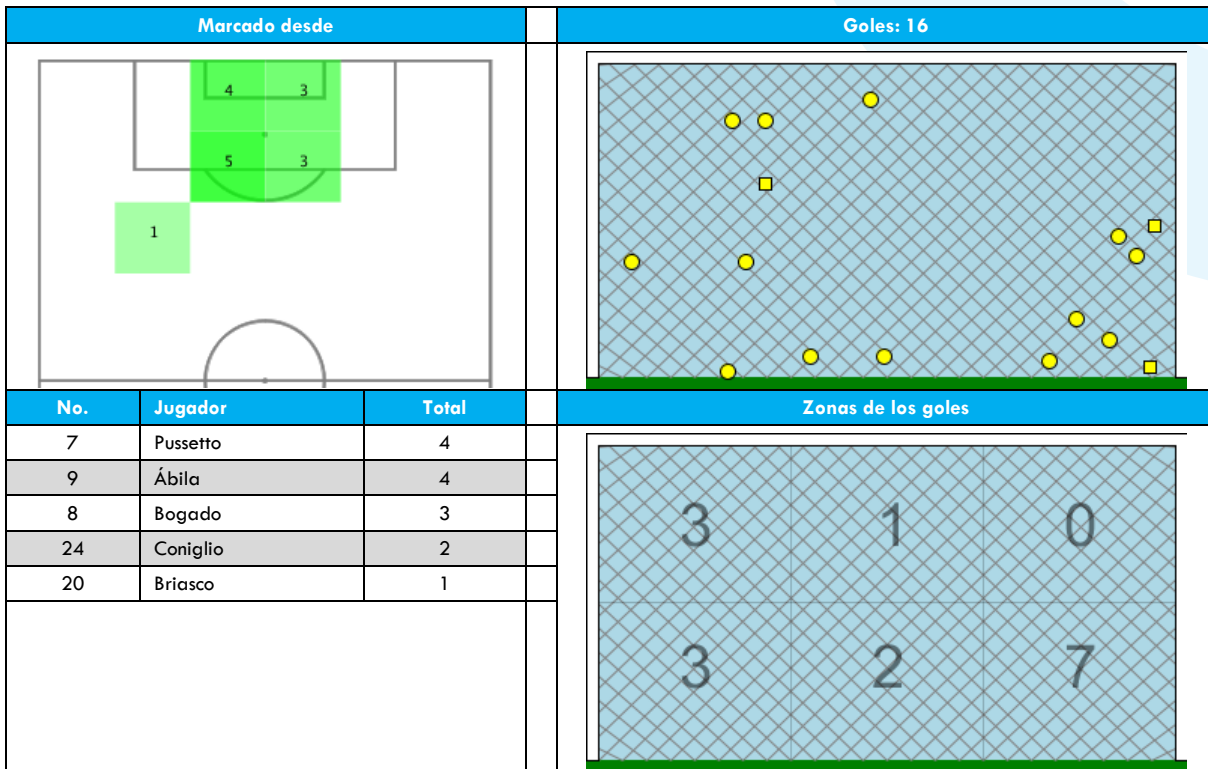 Marcado desde
Goles: 16
4 3
5 3
1
No. Jugador Total
7 Pussetto 4
9 Ábila 4
8 Bogado 3
24 Coniglio 2
20 Briasco 1
Zonas de los goles
3 1 0
3 2 7